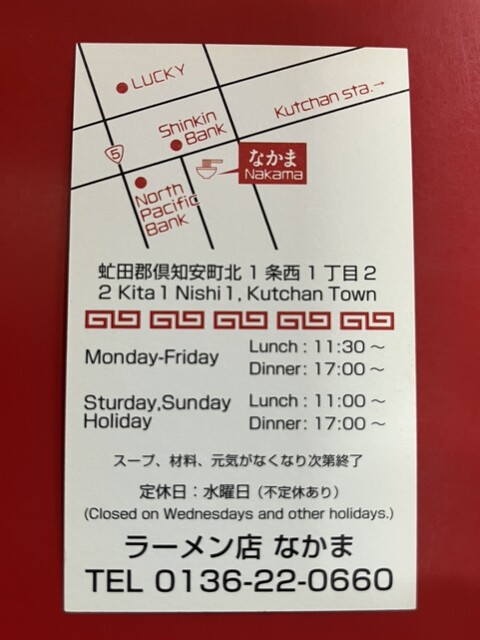 LUCKY
Kutchan sta.→
Shinkin
Bank
5
なかま
Nakama
North
Pacific
Bank
虻田郡倶知安町北1条西1丁目2
2 Kita1 Nishi1, Kutchan Town
Monday-Friday
Lunch : 11:30 ～
Dinner: 17:00 ～
Sturday,Sunday
Holiday
Lunch : 11:00 ～
Dinner: 17:00 ～
スープ、材料、元気がなくなり次第終了
定休日：水曜日（不定休あり）
(Closed on Wednesdays and other holidays.)
ラーメン店 なかま
TEL 0136-22-0660